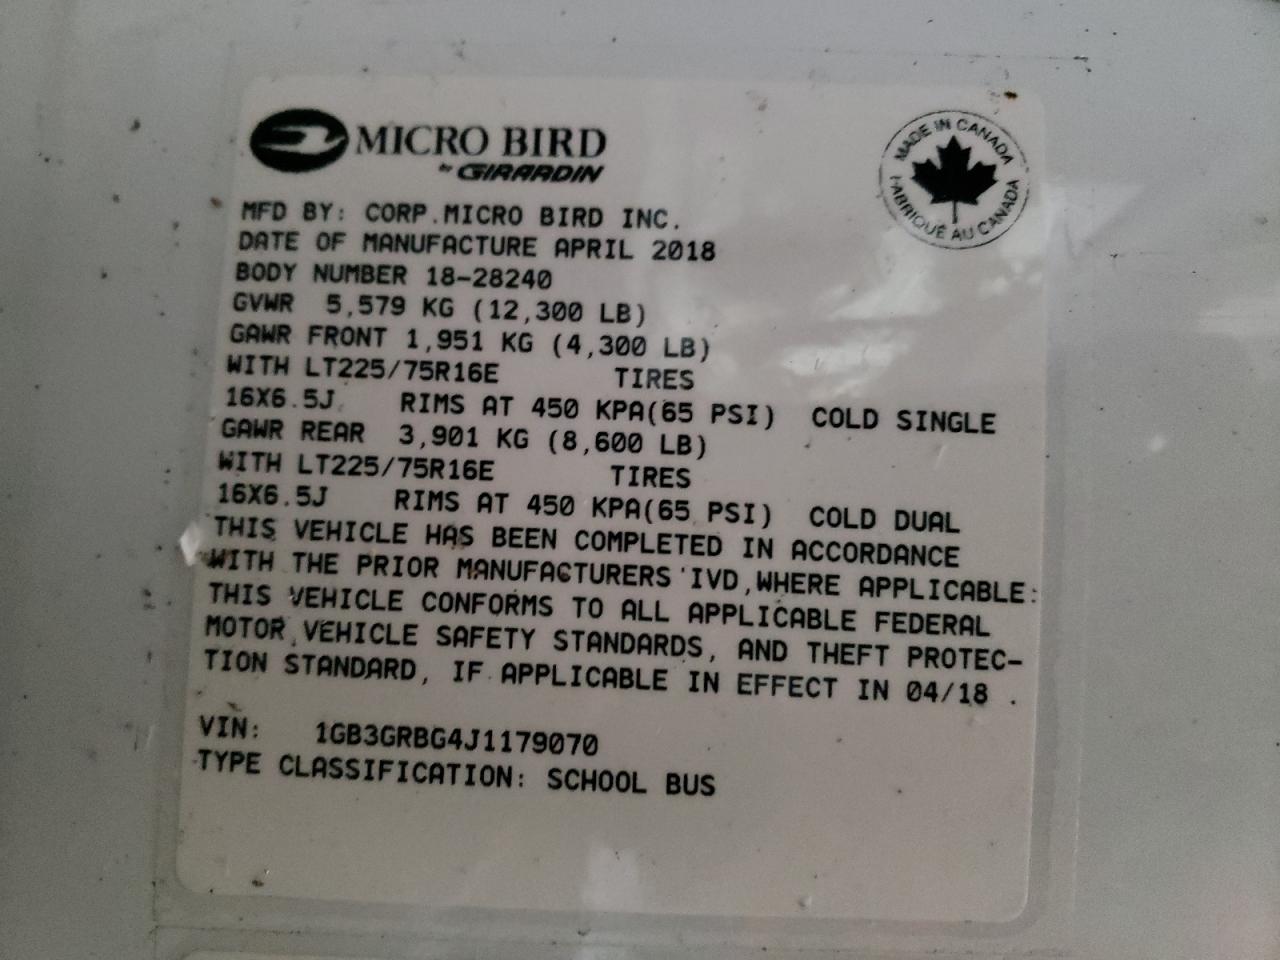 MICRO BIRD
by GIRARDIN
MADE IN CANADA
FABRIQUÉ AU CANADA
MFD BY: CORP.MICRO BIRD INC.
DATE OF MANUFACTURE APRIL 2018
BODY NUMBER 18-28240
GVWR 5,579 KG (12,300 LB)
GAWR FRONT 1,951 KG (4,300 LB)
WITH LT225/75R16E TIRES
16X6.5J RIMS AT 450 KPA(65 PSI) COLD SINGLE
GAWR REAR 3,901 KG (8,600 LB)
WITH LT225/75R16E TIRES
16X6.5J RIMS AT 450 KPA(65 PSI) COLD DUAL
THIS VEHICLE HAS BEEN COMPLETED IN ACCORDANCE
WITH THE PRIOR MANUFACTURERS'IVD,WHERE APPLICABLE:
THIS VEHICLE CONFORMS TO ALL APPLICABLE FEDERAL
MOTOR VEHICLE SAFETY STANDARDS, AND THEFT PROTEC-
TION STANDARD, IF APPLICABLE IN EFFECT IN 04/18 .
VIN: 1GB3GRBG4J1179070
TYPE CLASSIFICATION: SCHOOL BUS